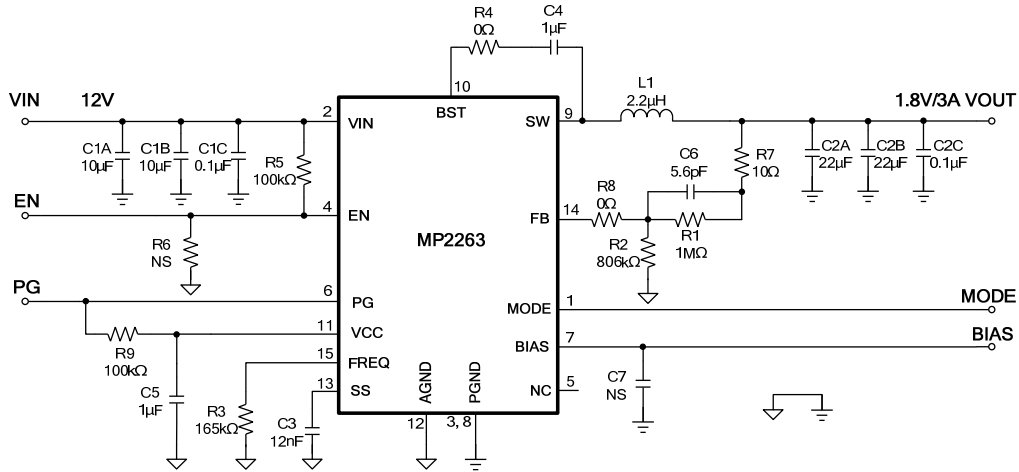 R4
0Ω
C4
1µF
10
BST
VIN
12V
2
VIN
SW
9
L1
2.2µH
1.8V/3A VOUT
C1A
10µF
C1B
10µF
C1C
0.1µF
R5
100kΩ
C6
5.6pF
R7
10Ω
C2A
22µF
C2B
22µF
C2C
0.1µF
EN
4
EN
R8
0Ω
FB
14
R6
NS
MP2263
R2
806kΩ
R1
1MΩ
PG
6
PG
MODE
1
MODE
11
VCC
BIAS
7
BIAS
R9
100kΩ
15
FREQ
C5
1µF
R3
165kΩ
13
SS
C3
12nF
AGND
PGND
NC
5
C7
NS
12
3, 8